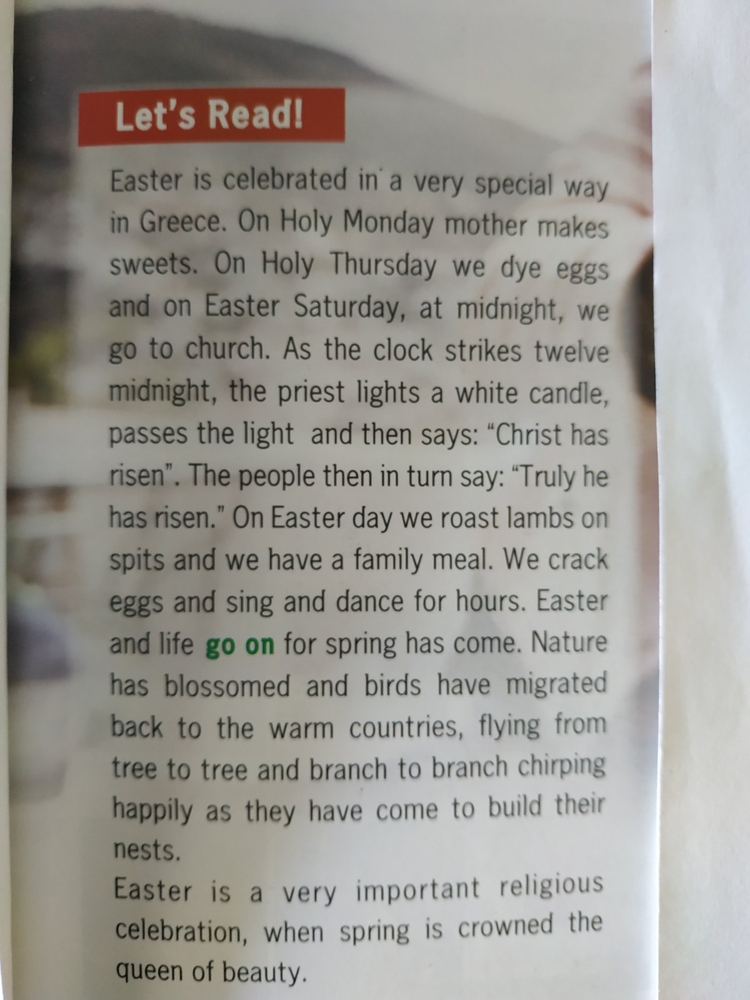 Let's Read!
Easter is celebrated in a very special way
in Greece. On Holy Monday mother makes
sweets. On Holy Thursday we dye eggs
and on Easter Saturday, at midnight, we
go to church. As the clock strikes twelve
midnight, the priest lights a white candle,
passes the light and then says: “Christ has
risen”. The people then in turn say: “Truly he
has risen.” On Easter day we roast lambs on
spits and we have a family meal. We crack
eggs and sing and dance for hours. Easter
and life go on for spring has come. Nature
has blossomed and birds have migrated
back to the warm countries, flying from
tree to tree and branch to branch chirping
happily as they have come to build their
nests.
Easter is a very important religious
celebration, when spring is crowned the
queen of beauty.